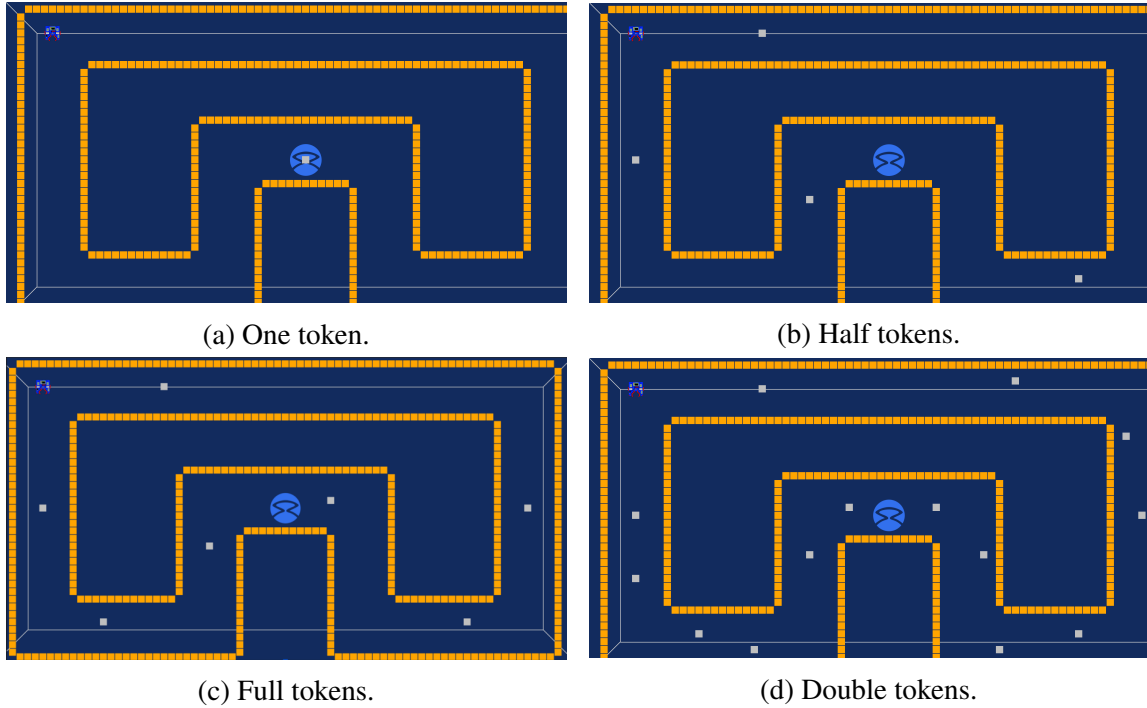 (a) One token.
(b) Half tokens.
(c) Full tokens.
(d) Double tokens.